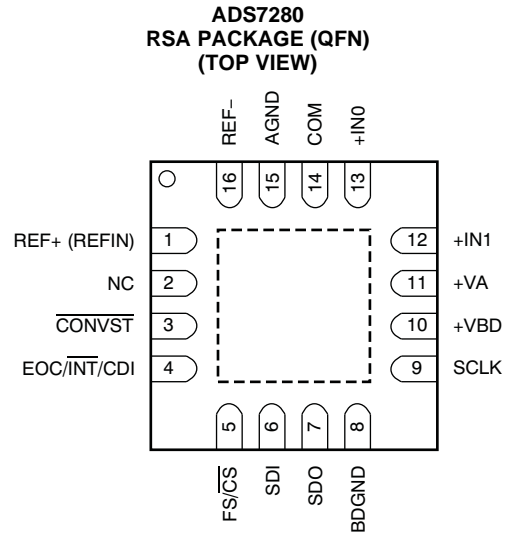 ADS7280
RSA PACKAGE (QFN)
(TOP VIEW)
REF–
AGND
COM
+IN0
16
15
14
13
REF+ (REFIN)
1
12
+IN1
NC
2
11
+VA
CONVST
3
10
+VBD
EOC/INT/CDI
4
9
SCLK
5
6
7
8
FS/CS
SDI
SDO
BDGND